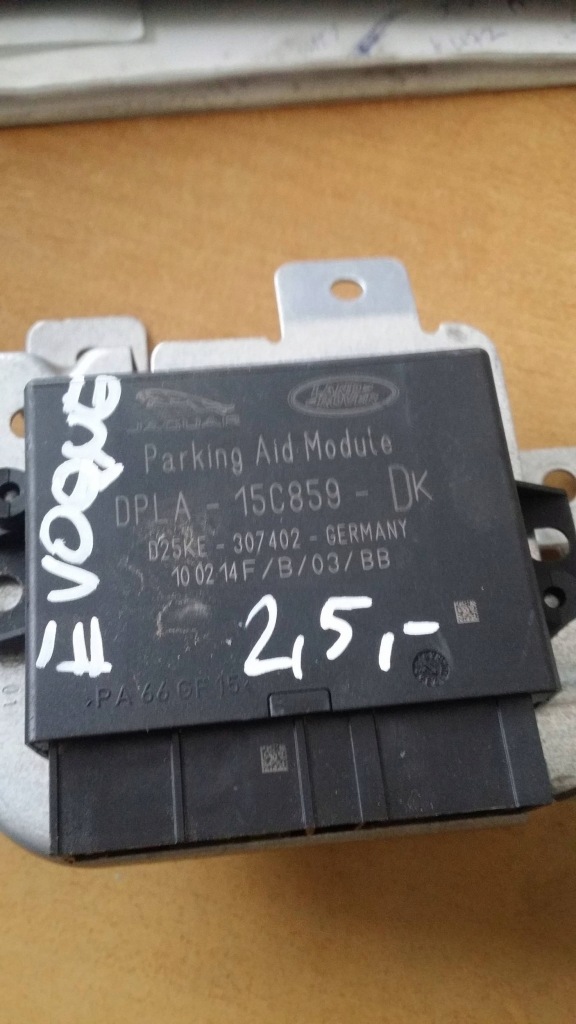 JAGUAR
LAND ROVER
Parking Aid Module
DPLA - 15C859 - DK
D25KE - 307402 - GERMANY
10 02 14 F/B/03/BB
EVOQUE
2,5,-
>PA 66 GF 15<